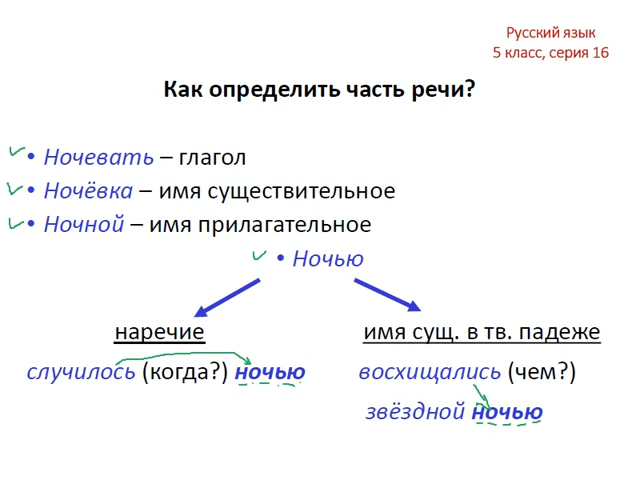 Русский язык
5 класс, серия 16
Как определить часть речи?
• Ночевать – глагол
• Ночёвка – имя существительное
• Ночной – имя прилагательное
• Ночью
наречие
имя сущ. в тв. падеже
случилось (когда?) ночью
восхищались (чем?)
звёздной ночью